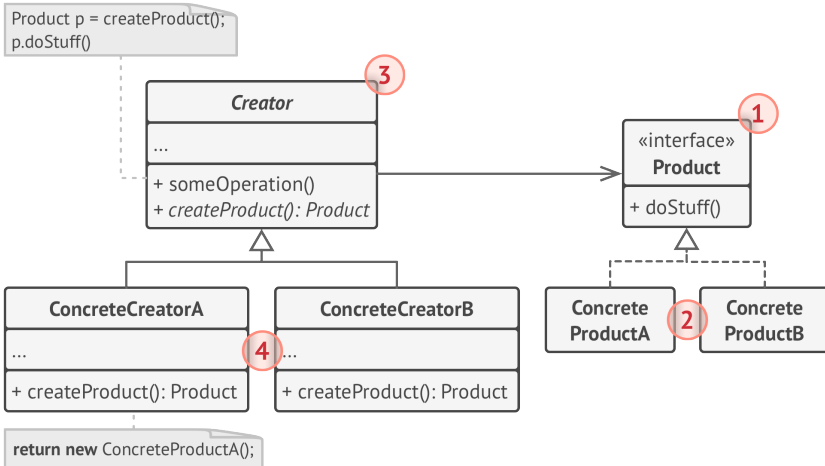 Product p = createProduct();
p.doStuff()
3
Creator
...
+ someOperation()
+ createProduct(): Product
1
«interface»
Product
+ doStuff()
ConcreteCreatorA
...
+ createProduct(): Product
4
ConcreteCreatorB
...
+ createProduct(): Product
Concrete
ProductA
2
Concrete
ProductB
return new ConcreteProductA();